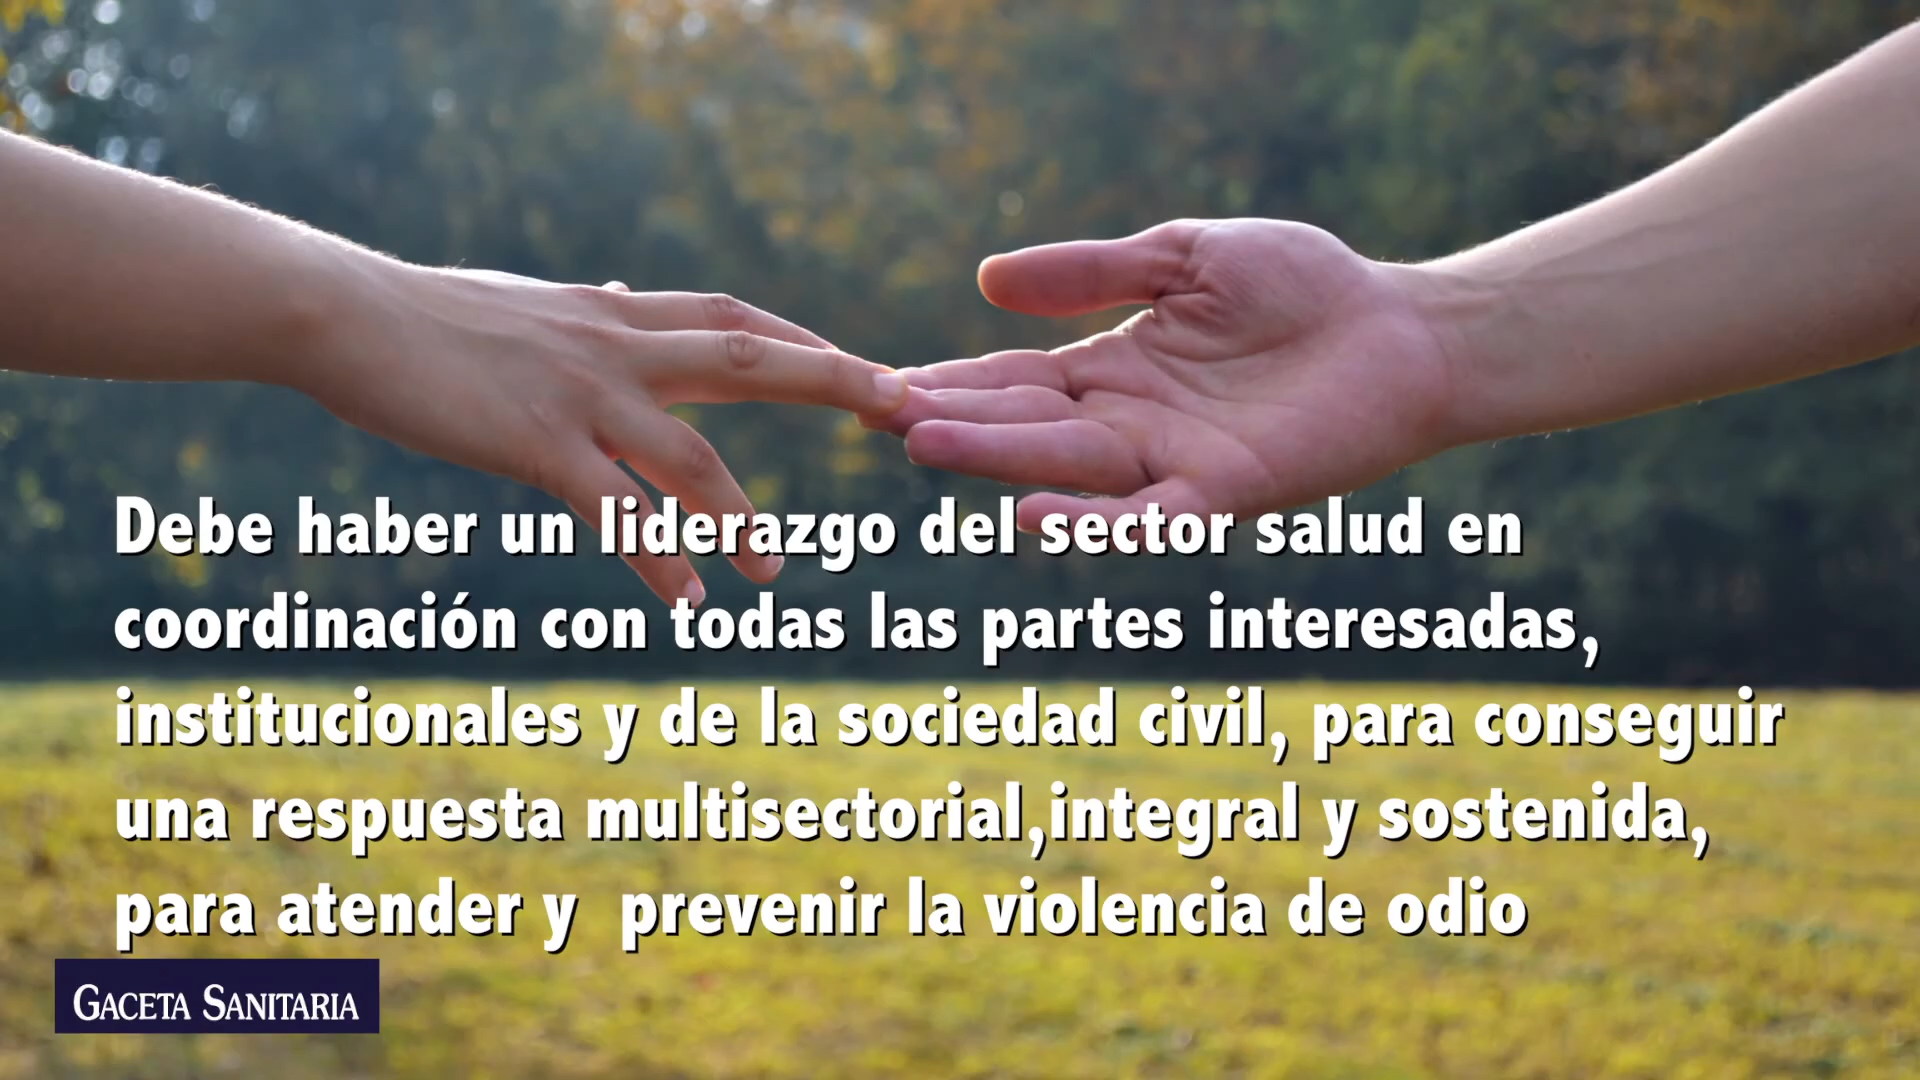 Debe haber un liderazgo del sector salud en
coordinación con todas las partes interesadas,
institucionales y de la sociedad civil, para conseguir
una respuesta multisectorial,integral y sostenida,
para atender y  prevenir la violencia de odio
GACETA SANITARIA